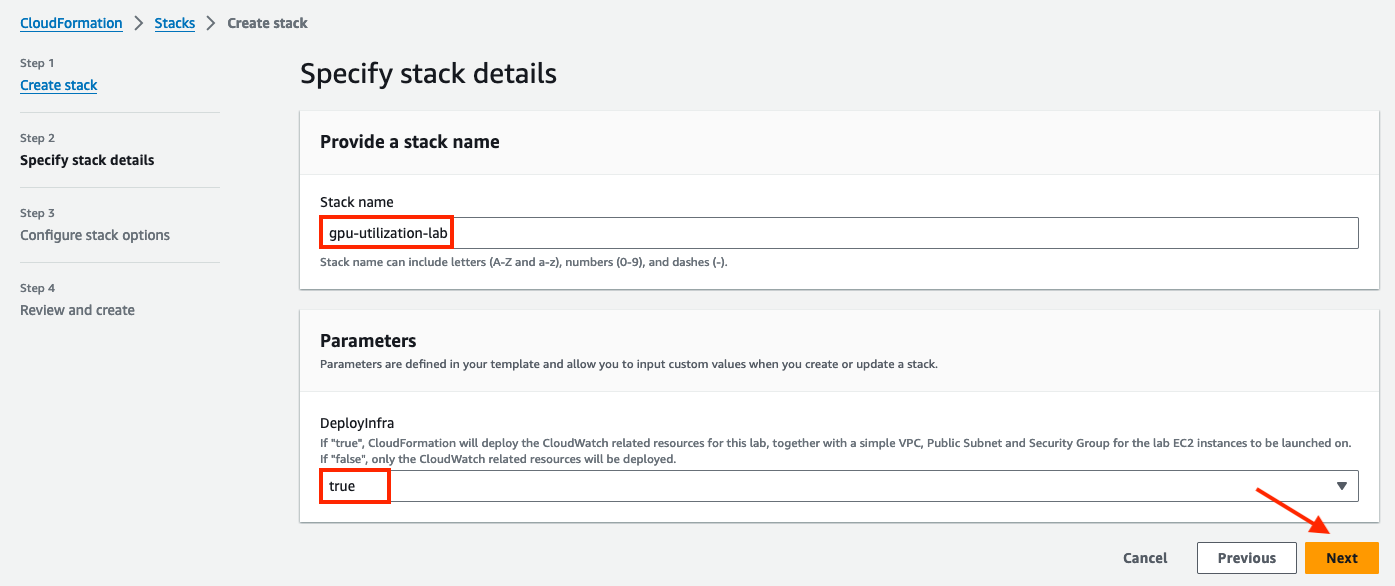 CloudFormation > Stacks > Create stack
Step 1
Create stack
Step 2
Specify stack details
Step 3
Configure stack options
Step 4
Review and create
Specify stack details
Provide a stack name
Stack name
gpu-utilization-lab
Stack name can include letters (A-Z and a-z), numbers (0-9), and dashes (-).
Parameters
Parameters are defined in your template and allow you to input custom values when you create or update a stack.
DeployInfra
If "true", CloudFormation will deploy the CloudWatch related resources for this lab, together with a simple VPC, Public Subnet and Security Group for the lab EC2 instances to be launched on.
If "false", only the CloudWatch related resources will be deployed.
true
Cancel Previous Next